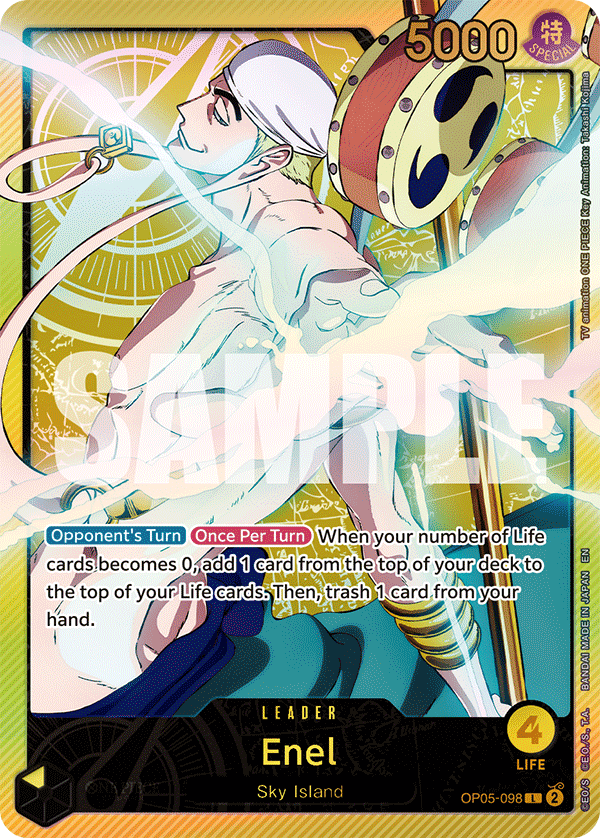 5000
特
SPECIAL
TV animation ONE PIECE Key Animation: Takashi Kojima
SAMPLE
Opponent's Turn Once Per Turn When your number of Life
cards becomes 0, add 1 card from the top of your deck to
the top of your Life cards. Then, trash 1 card from your
hand.
LEADER
Enel
Sky Island
4
LIFE
OP05-098 L 2
©E.O./S., T.A. BANDAI MADE IN JAPAN EN